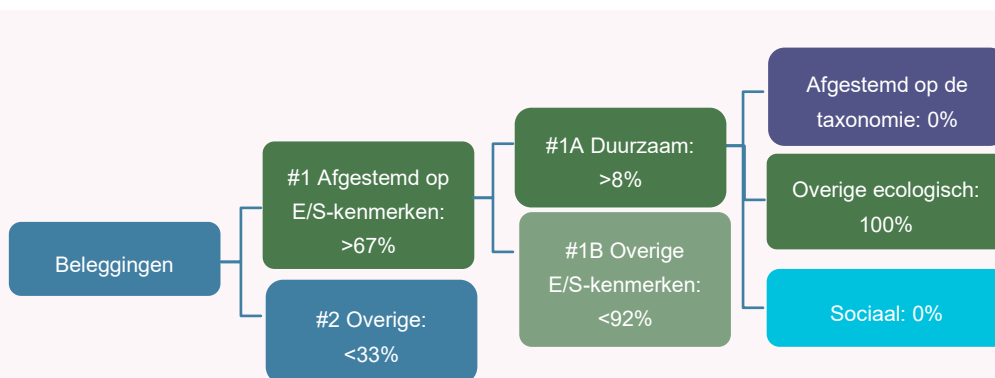 Beleggingen
#1 Afgestemd op
E/S-kenmerken:
>67%
#2 Overige:
<33%
#1A Duurzaam:
>8%
#1B Overige
E/S-kenmerken:
<92%
Afgestemd op de
taxonomie: 0%
Overige ecologisch:
100%
Sociaal: 0%